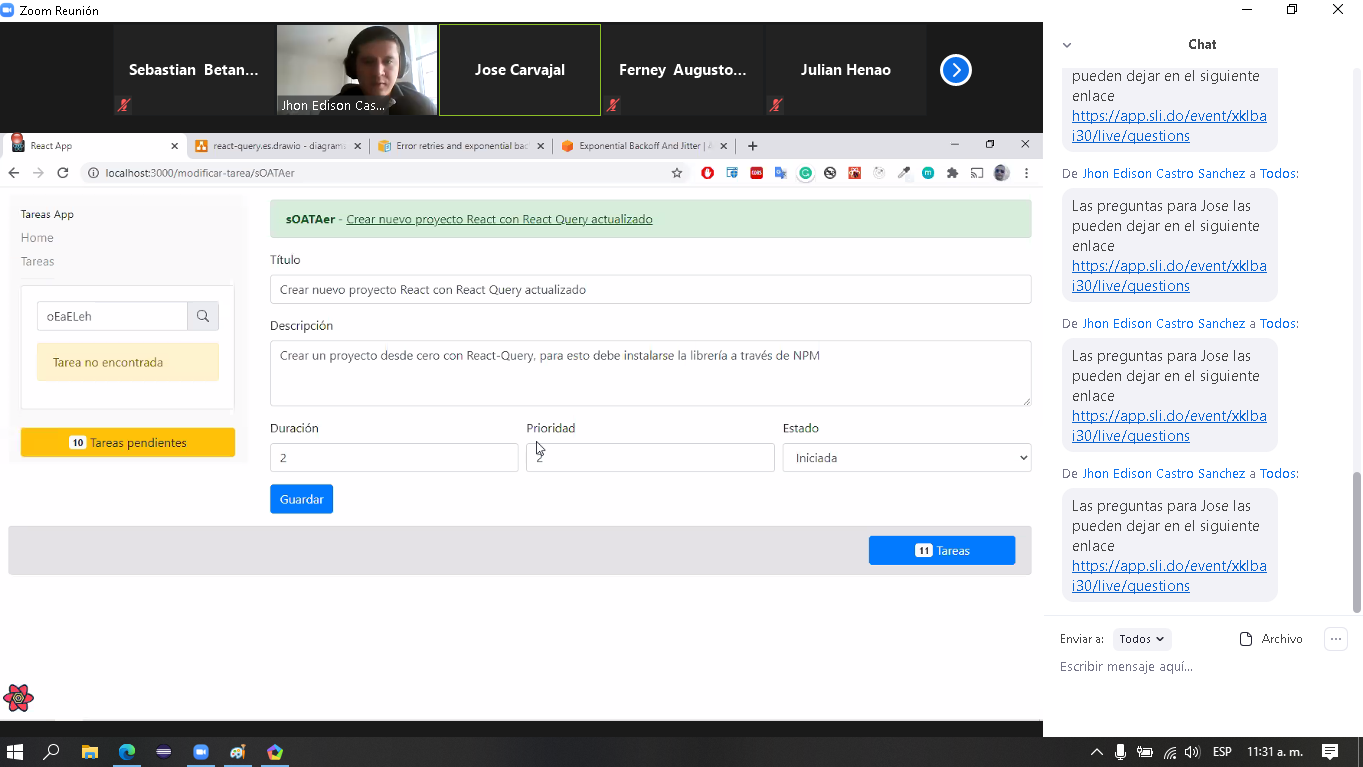 Zoom Reunión
Sebastian Betan...
Jhon Edison Cas...
Jose Carvajal
Ferney Augusto...
Julian Henao
React App
react-query.es.drawio - diagrama
Error retries and exponential bac
Exponential Backoff And Jitter | A
localhost:3000/modificar-tarea/sOATAer
Tareas App
Home
Tareas
oEaELeh
Tarea no encontrada
10 Tareas pendientes
sOATAer - Crear nuevo proyecto React con React Query actualizado
Título
Crear nuevo proyecto React con React Query actualizado
Descripción
Crear un proyecto desde cero con React-Query, para esto debe instalarse la librería a través de NPM
Duración
Prioridad
Estado
2
2
Iniciada
Guardar
11 Tareas
Chat
pueden dejar en el siguiente
enlace
https://app.sli.do/event/xklba
i30/live/questions
De Jhon Edison Castro Sanchez a Todos:
Las preguntas para Jose las
pueden dejar en el siguiente
enlace
https://app.sli.do/event/xklba
i30/live/questions
De Jhon Edison Castro Sanchez a Todos:
Las preguntas para Jose las
pueden dejar en el siguiente
enlace
https://app.sli.do/event/xklba
i30/live/questions
De Jhon Edison Castro Sanchez a Todos:
Las preguntas para Jose las
pueden dejar en el siguiente
enlace
https://app.sli.do/event/xklba
i30/live/questions
Enviar a: Todos
Archivo
Escribir mensaje aquí...
ESP
11:31 a. m.